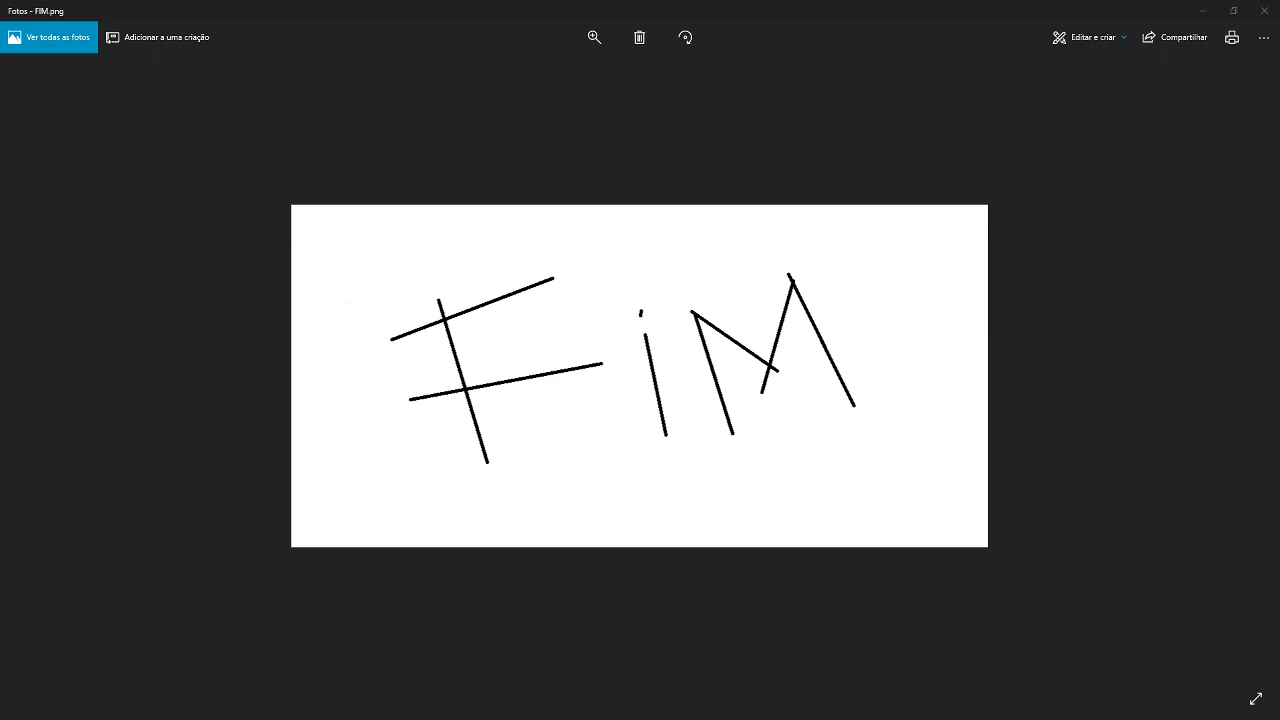 Fotos - FIM.png
Ver todas as fotos
Adicionar a uma criação
Editar e criar
Compartilhar
FiM